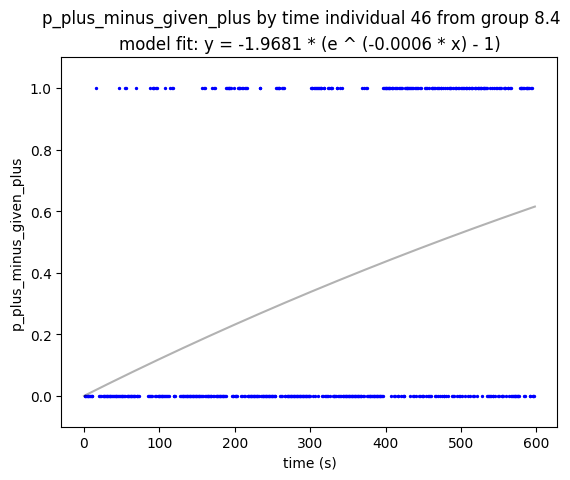 p_plus_minus_given_plus by time individual 46 from group 8.4
model fit: y = -1.9681 * (e ^ (-0.0006 * x) - 1)
1.0
0.8
0.6
0.4
0.2
0.0
p_plus_minus_given_plus
0 100 200 300 400 500 600
time (s)